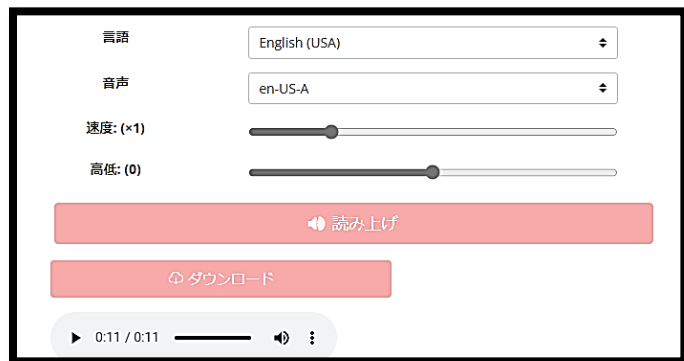 言語
English (USA)
音声
en-US-A
速度: (×1)
高低: (0)
読み上げ
ダウンロード
0:11 / 0:11